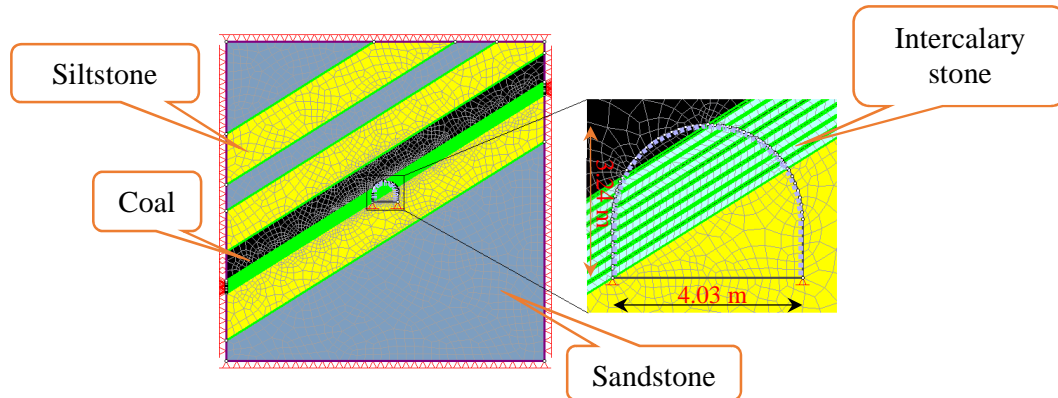 Siltstone
Intercalary
stone
Coal
3.24 m
4.03 m
Sandstone